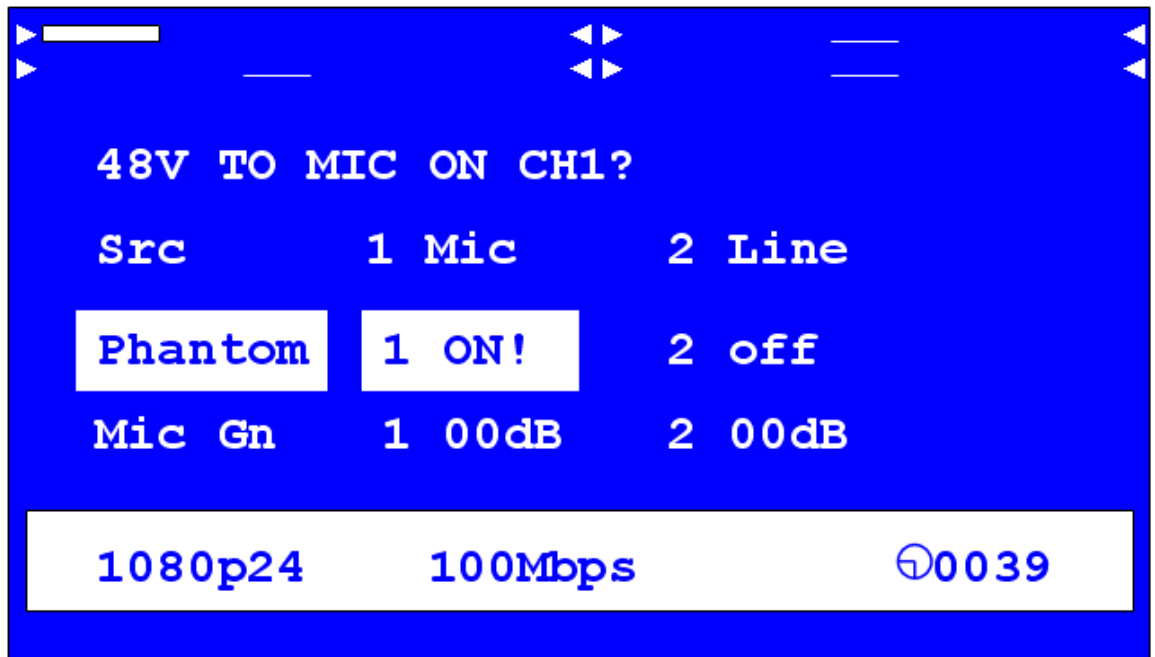 48V TO MIC ON CH1?
Src 1 Mic 2 Line
Phantom 1 ON! 2 off
Mic Gn 1 00dB 2 00dB
1080p24 100Mbps 0039